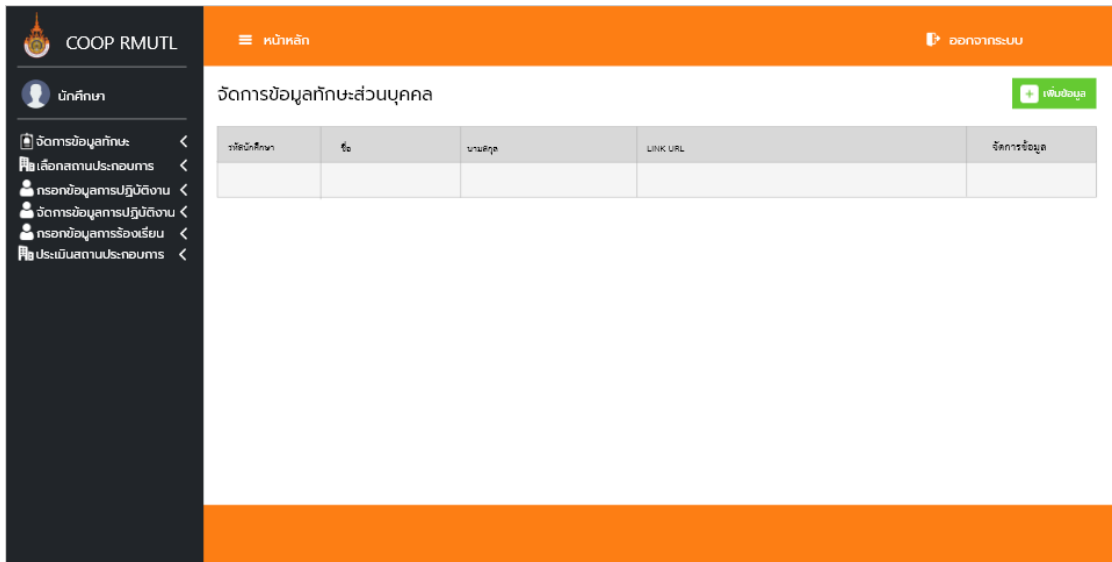 COOP RMUTL
หน้าหลัก
ออกจากระบบ
นักศึกษา
จัดการข้อมูลทักษะส่วนบุคคล
เพิ่มข้อมูล
จัดการข้อมูลทักษะ
เลือกสถานประกอบการ
กรอกข้อมูลการปฏิบัติงาน
จัดการข้อมูลการปฏิบัติงาน
กรอกข้อมูลการร้องเรียน
ประเมินสถานประกอบการ
รหัสนักศึกษา ชื่อ นามสกุล LINK URL จัดการข้อมูล